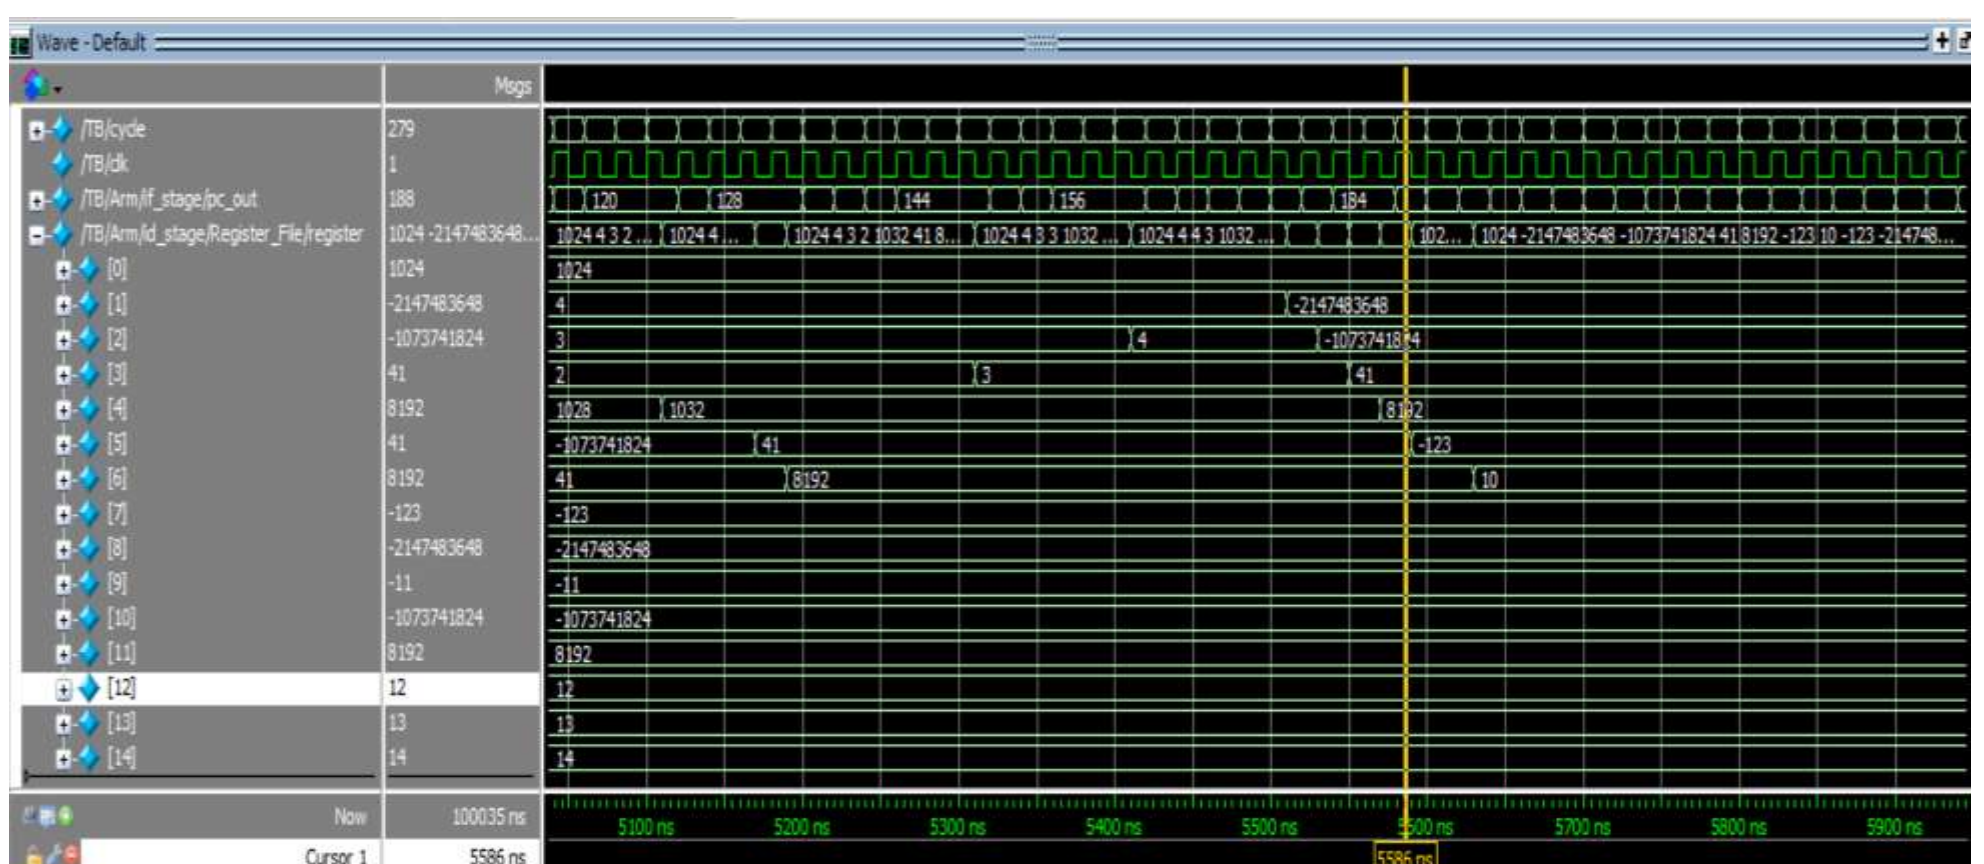 Wave - Default
Msgs
/TB/cycle 279
/TB/clk 1
/TB/Arm/if_stage/pc_out 188 120 128 144 156 184
/TB/Arm/id_stage/Register_File/register 1024 -2147483648... 1024 4 3 2 ... 1024 4 ... 1024 4 3 2 1032 41 8... 1024 4 3 3 1032 ... 1024 4 4 3 1032 ... 102... 1024 -2147483648 -1073741824 41 8192 -123 10 -123 -214748...
[0] 1024 1024
[1] -2147483648 4 -2147483648
[2] -1073741824 3 4 -1073741824
[3] 41 2 3 41
[4] 8192 1028 1032 8192
[5] 41 -1073741824 41 -123
[6] 8192 41 8192 10
[7] -123 -123
[8] -2147483648 -2147483648
[9] -11 -11
[10] -1073741824 -1073741824
[11] 8192 8192
[12] 12 12
[13] 13 13
[14] 14 14
Now 100035 ns 5100 ns 5200 ns 5300 ns 5400 ns 5500 ns 5600 ns 5700 ns 5800 ns 5900 ns
Cursor 1 5586 ns 5586 ns